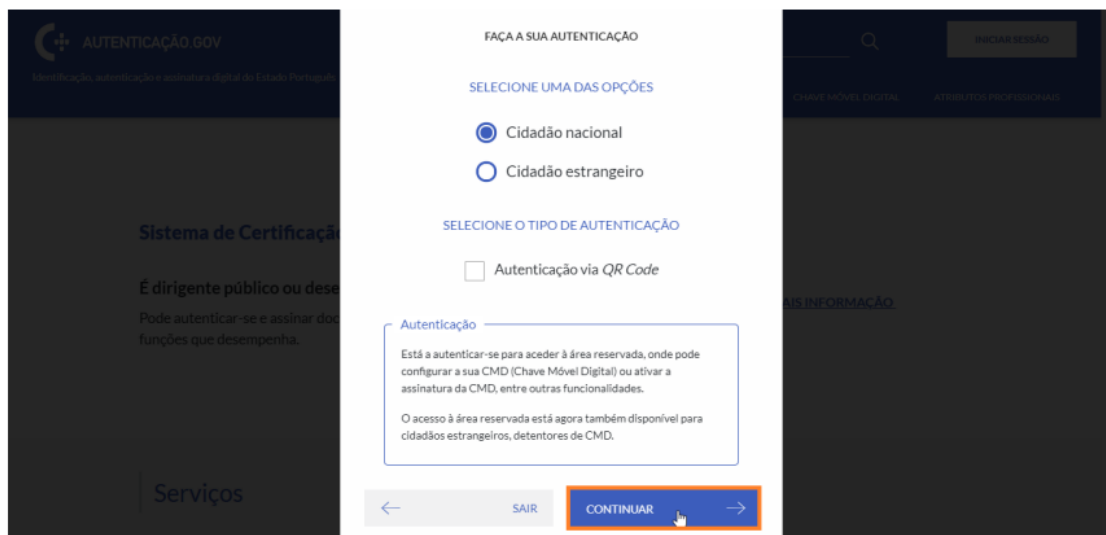 AUTENTICAÇÃO.GOV
Identificação, autenticação e assinatura digital do Estado Português
INICIAR SESSÃO
CHAVE MÓVEL DIGITAL
ATRIBUTOS PROFISSIONAIS
FAÇA A SUA AUTENTICAÇÃO
SELECIONE UMA DAS OPÇÕES
Cidadão nacional
Cidadão estrangeiro
SELECIONE O TIPO DE AUTENTICAÇÃO
Autenticação via QR Code
Autenticação
Está a autenticar-se para aceder à área reservada, onde pode
configurar a sua CMD (Chave Móvel Digital) ou ativar a
assinatura da CMD, entre outras funcionalidades.
O acesso à área reservada está agora também disponível para
cidadãos estrangeiros, detentores de CMD.
SAIR
CONTINUAR
Sistema de
É dirigente público ou
Pode autenticar-se e assinar
funções que desempenha.
INFORMAÇÃO
Serviços